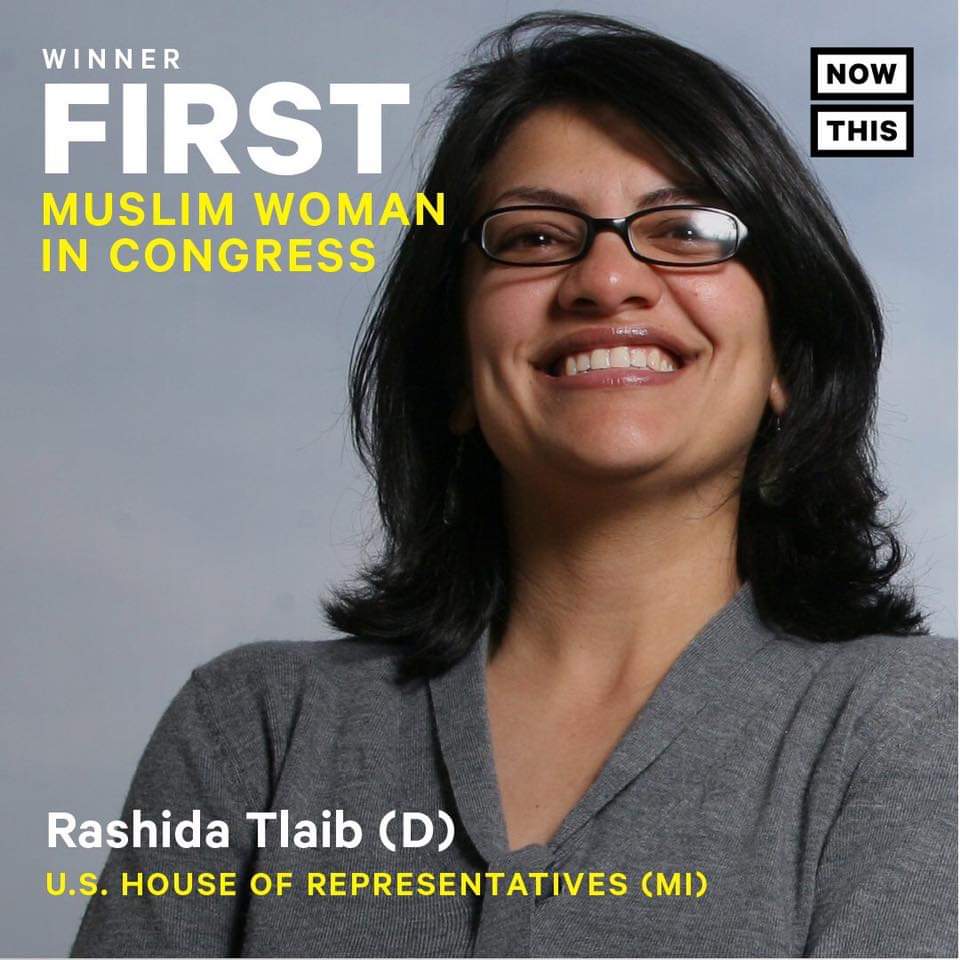 WINNER
FIRST
MUSLIM WOMAN
IN CONGRESS
NOW
THIS
Rashida Tlaib (D)
U.S. HOUSE OF REPRESENTATIVES (MI)